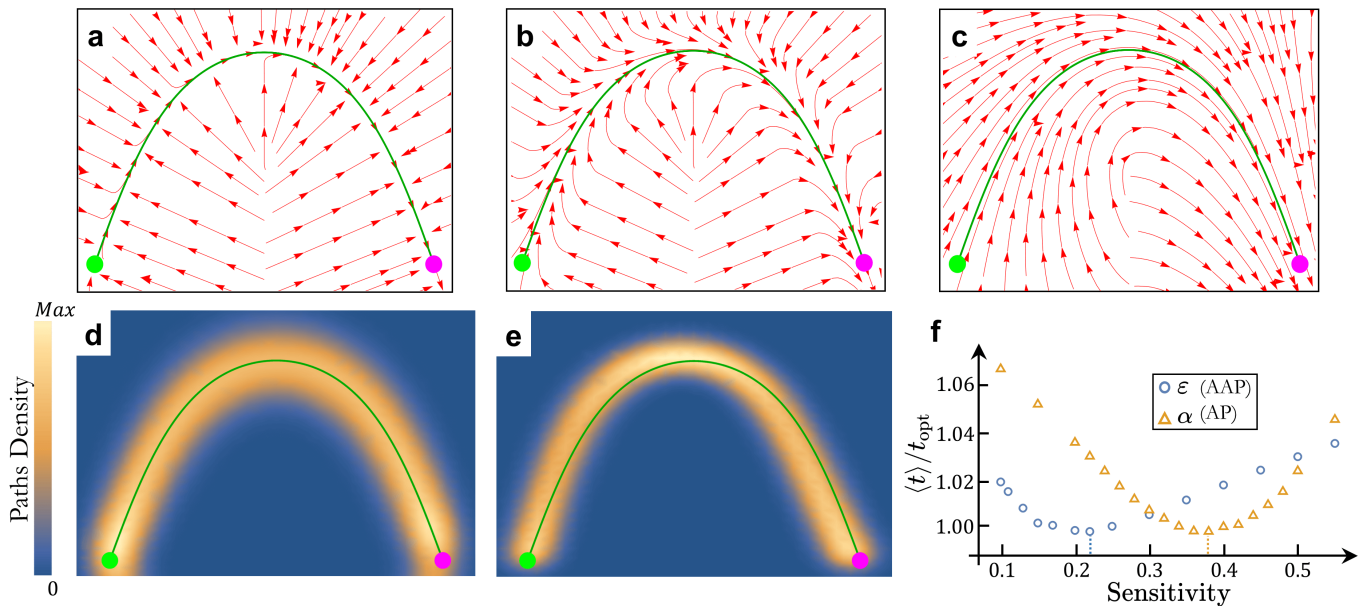 a
b
c
Max
Paths Density
0
d
e
f
⟨t⟩/t_opt
1.06
1.04
1.02
1.00
ε (AAP)
α (AP)
0.1 0.2 0.3 0.4 0.5
Sensitivity